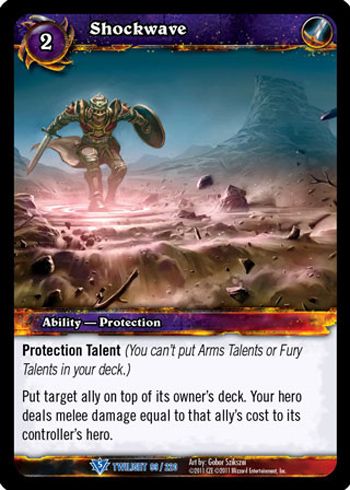 Shockwave
2
Ability — Protection
Protection Talent (You can't put Arms Talents or Fury
Talents in your deck.)
Put target ally on top of its owner's deck. Your hero
deals melee damage equal to that ally's cost to its
controller's hero.
TWILIGHT 99/220
Art by: Gabor Szikszai
©2011 CZE ©2011 Blizzard Entertainment, Inc.